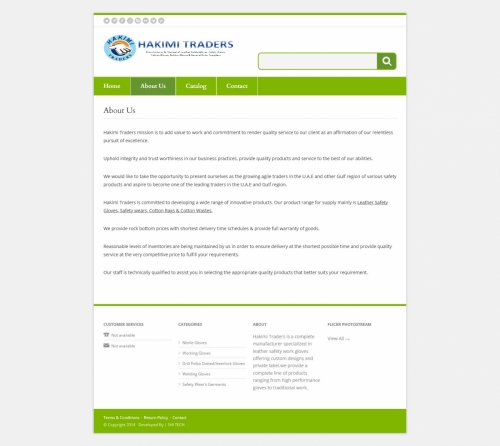 HAKIMI
TRADERS
HAKIMI TRADERS
Home
About Us
Catalog
Contact
About Us
Hakimi Traders mission is to add value to work and commitment to render quality service to our client as an affirmation of our relentless
pursuit of excellence.
Uphold integrity and trust worthiness in our business practices, provide quality products and service to the best of our abilities.
We would like to take the opportunity to present ourselves as the growing agile traders in the U.A.E and other Gulf region of various safety
products and aspire to become one of the leading traders in the U.A.E and Gulf region.
Hakimi Traders is committed to developing a wide range of innovative products. Our product range for supply mainly is Leather Safety
Gloves, Safety wears, Cotton Rags & Cotton Wastes.
We provide rock bottom prices with shortest delivery time schedules & provide full warranty of goods.
Reasonable levels of inventories are being maintained by us in order to ensure delivery at the shortest possible time and provide quality
service at the very competitive price to fulfil your requirements.
Our staff is technically qualified to assist you in selecting the appropriate quality products that better suits your requirement.
CUSTOMER SERVICES
Not available
Not available
CATEGORIES
Nitrile Gloves
Working Gloves
Drill Polka Dotted/Interlock Gloves
Welding Gloves
Safety Wear's Garments
ABOUT
Hakimi Traders is a complete
manufacturer specialized in
leather safety work gloves
offering custom designs and
private label.we provide a
complete line of products
ranging from high performance
gloves to traditional work.
FLICKR PHOTOSTREAM
View All →
Terms & Conditions
Return Policy
Contact